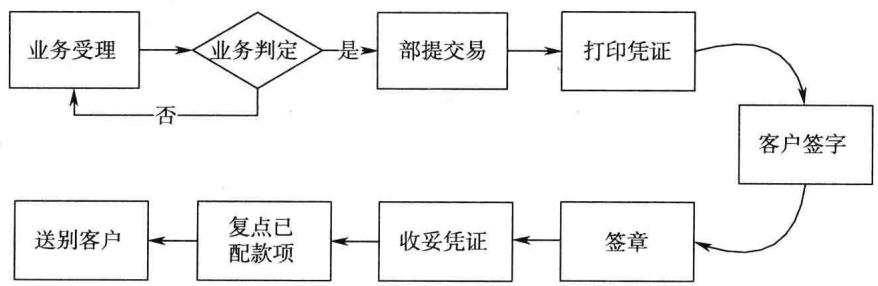 业务受理
业务判定
是
部提交易
打印凭证
否
客户签字
签章
收妥凭证
复点已
配款项
送别客户